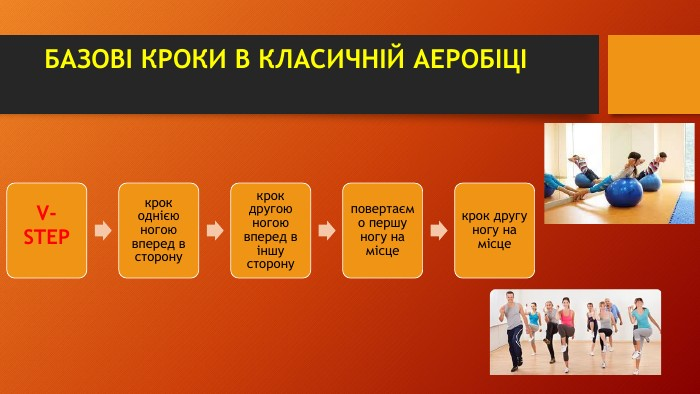 БАЗОВІ КРОКИ В КЛАСИЧНІЙ АЕРОБІЦІ
V-
STEP
крок
однією
ногою
вперед в
сторону
крок
другою
ногою
вперед в
іншу
сторону
повертаєм
о першу
ногу на
місце
крок другу
ногу на
місце